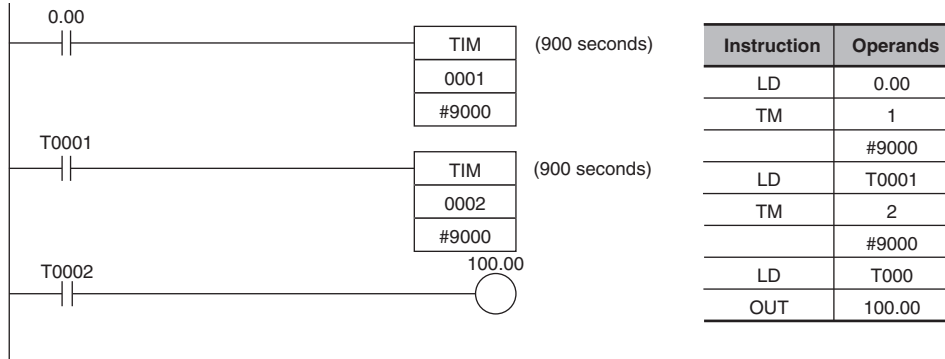 0.00
TIM (900 seconds)
0001
#9000
T0001
TIM (900 seconds)
0002
#9000
T0002
100.00
Instruction Operands
LD 0.00
TM 1
#9000
LD T0001
TM 2
#9000
LD T000
OUT 100.00